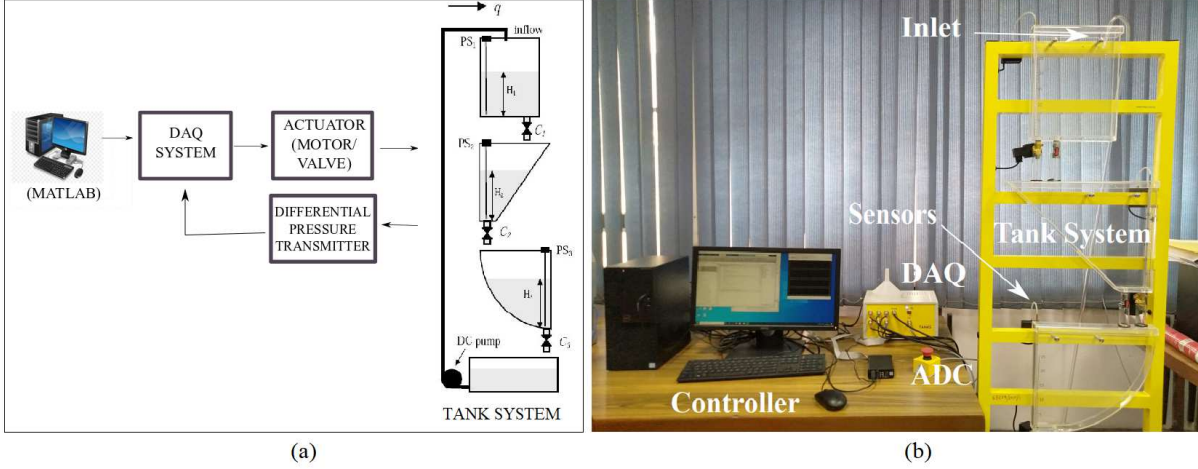 q
inflow
PS₁
H₁
C₁
PS₂
H₂
C₂
PS₃
C₃
DC pump
TANK SYSTEM
(MATLAB)
DAQ
SYSTEM
ACTUATOR
(MOTOR/
VALVE)
DIFFERENTIAL
PRESSURE
TRANSMITTER
(a)
Inlet
Sensors
Tank System
DAQ
ADC
Controller
(b)